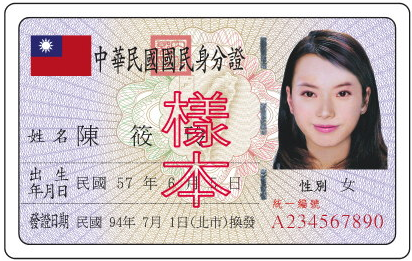 中華民國國民身分證
樣本
姓名 陳筱
出生年月日 民國 57 年 6 月 5 日
性別 女
統一編號
A234567890
發證日期 民國 94年 7月 1日(北市)換發